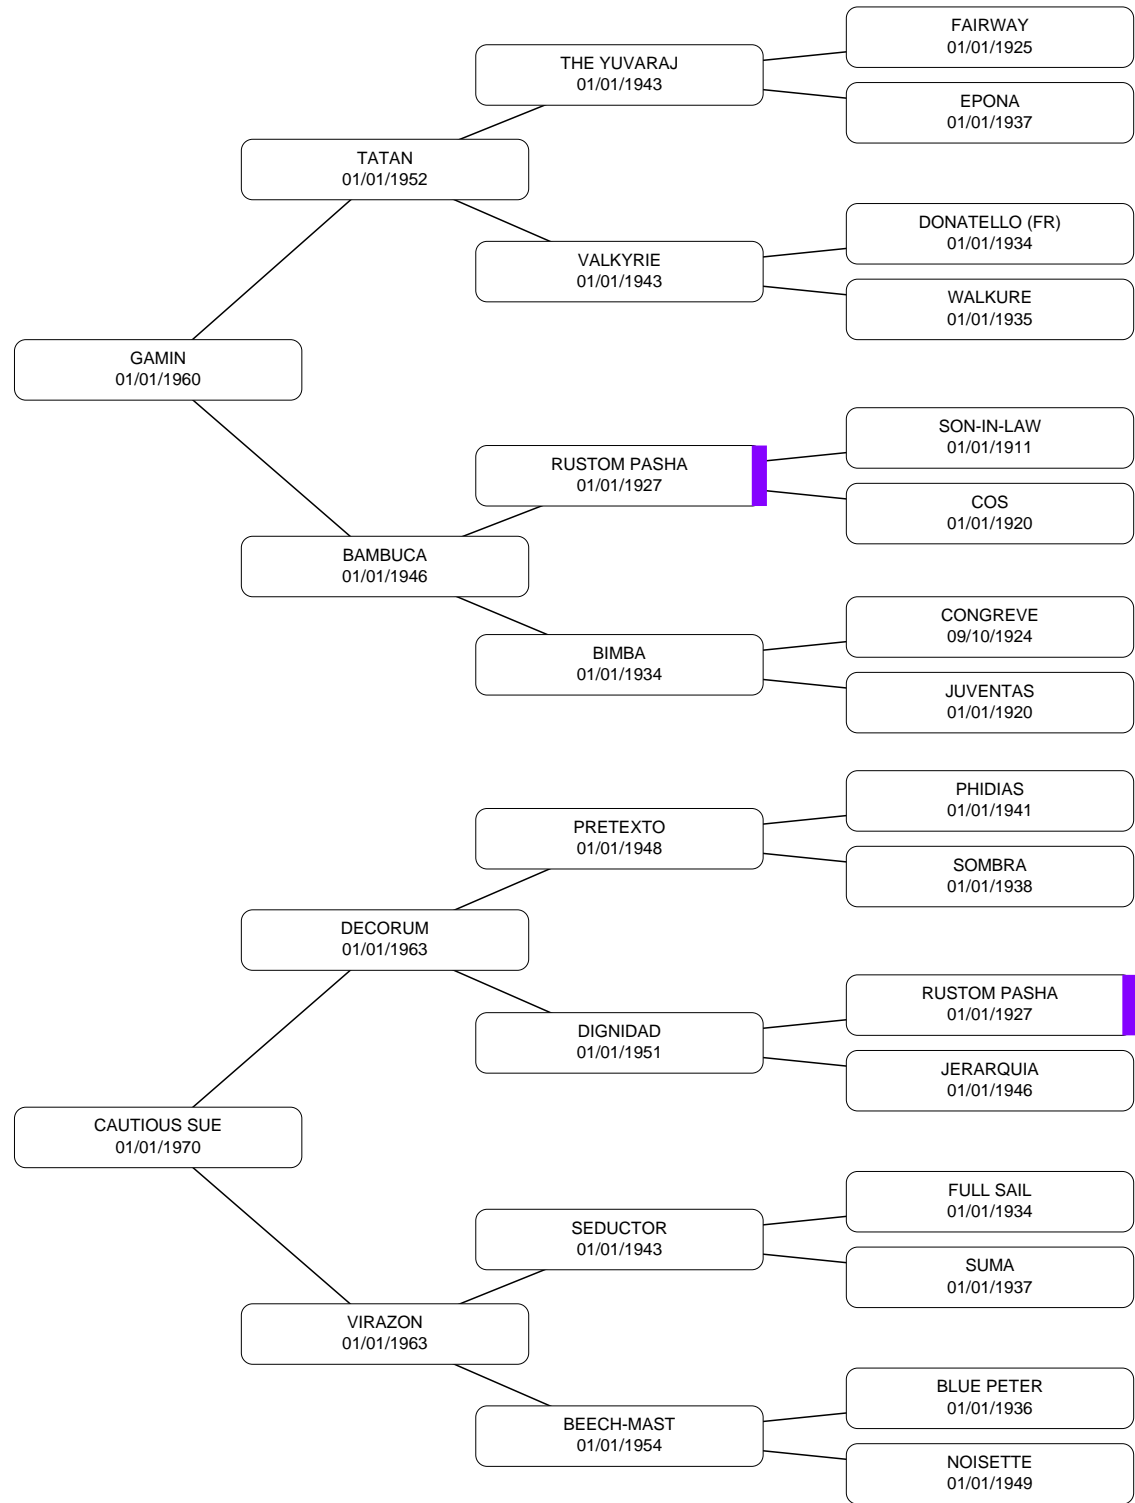 FAIRWAY
01/01/1925
THE YUVARAJ
01/01/1943
EPONA
01/01/1937
TATAN
01/01/1952
DONATELLO (FR)
01/01/1934
VALKYRIE
01/01/1943
WALKURE
01/01/1935
GAMIN
01/01/1960
SON-IN-LAW
01/01/1911
RUSTOM PASHA
01/01/1927
COS
01/01/1920
BAMBUCA
01/01/1946
CONGREVE
09/10/1924
BIMBA
01/01/1934
JUVENTAS
01/01/1920
PHIDIAS
01/01/1941
PRETEXTO
01/01/1948
SOMBRA
01/01/1938
DECORUM
01/01/1963
RUSTOM PASHA
01/01/1927
DIGNIDAD
01/01/1951
JERARQUIA
01/01/1946
CAUTIOUS SUE
01/01/1970
FULL SAIL
01/01/1934
SEDUCTOR
01/01/1943
SUMA
01/01/1937
VIRAZON
01/01/1963
BLUE PETER
01/01/1936
BEECH-MAST
01/01/1954
NOISETTE
01/01/1949